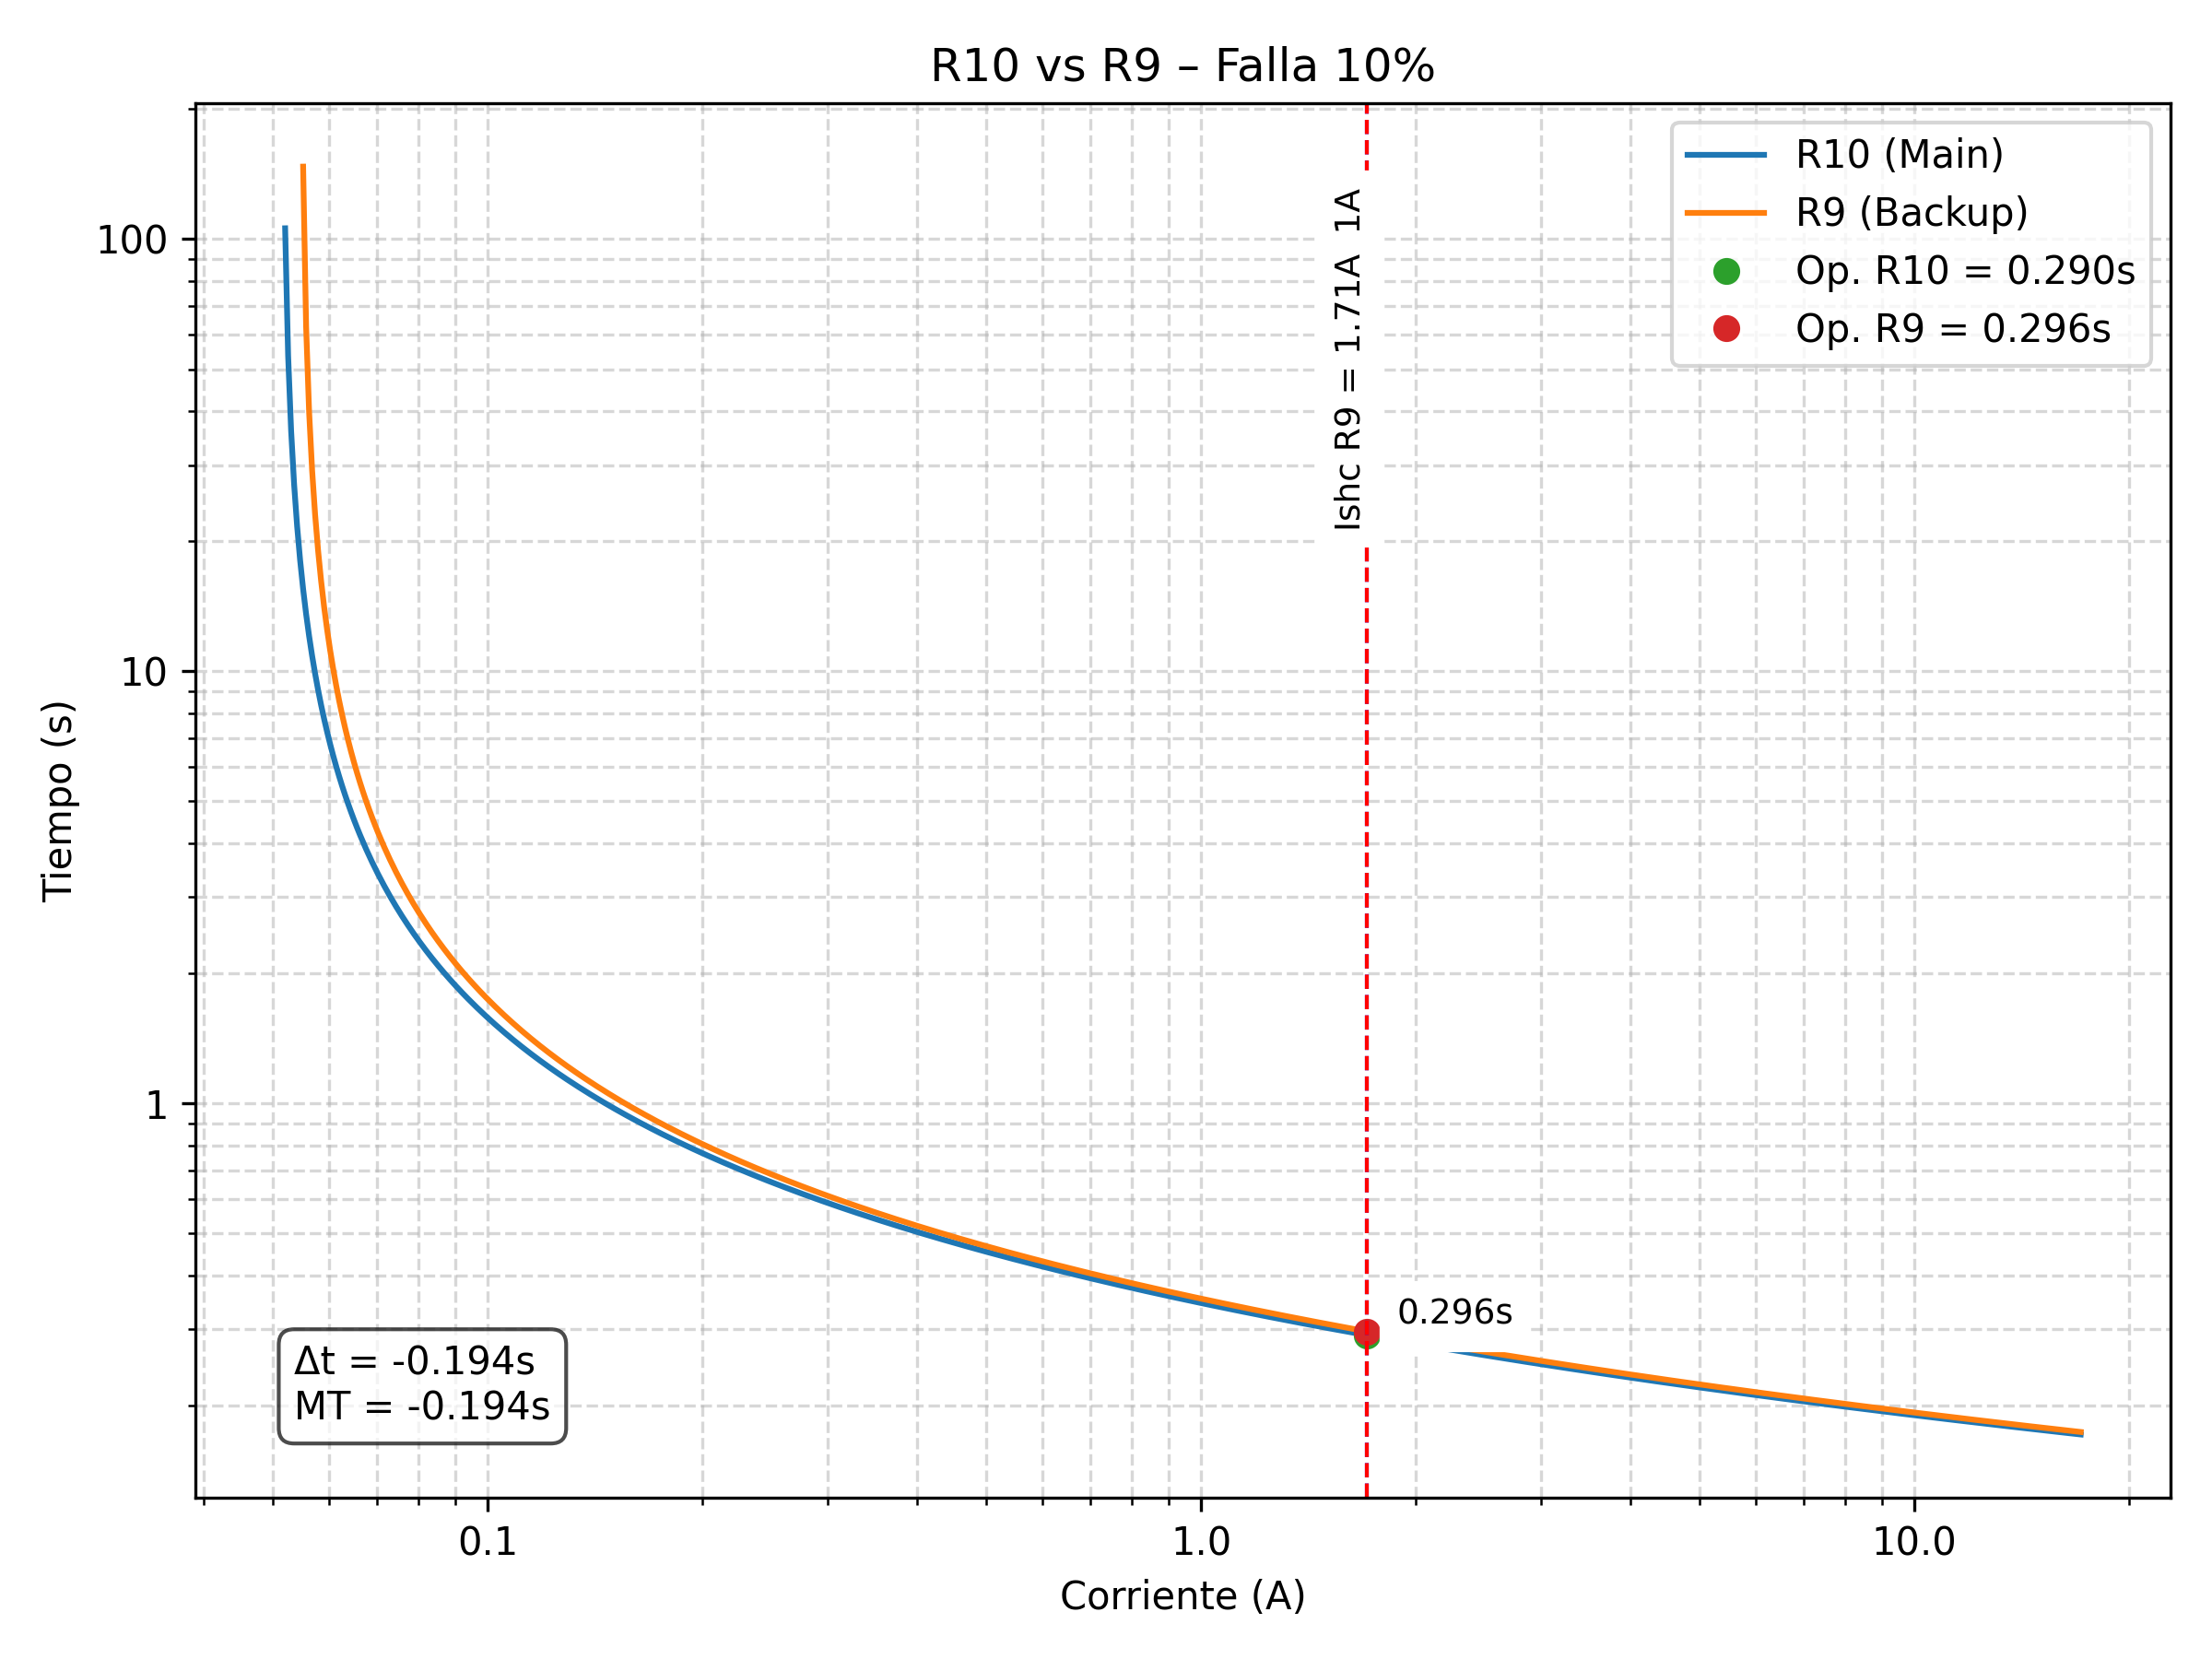 R10 vs R9 – Falla 10%
R10 (Main)
R9 (Backup)
Op. R10 = 0.290s
Op. R9 = 0.296s
Ishc R9 = 1.71A 1A
100
10
1
Tiempo (s)
0.296s
Δt = -0.194s
MT = -0.194s
0.1
1.0
10.0
Corriente (A)